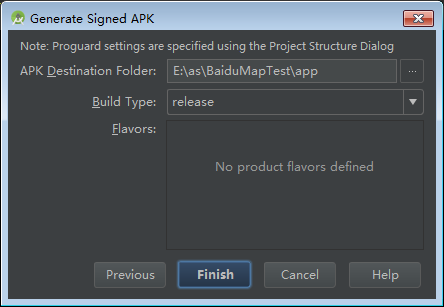 Generate Signed APK
Note: Proguard settings are specified using the Project Structure Dialog
APK Destination Folder: E:\as\BaiduMapTest\app ...
Build Type: release
Flavors:
No product flavors defined
Previous Finish Cancel Help